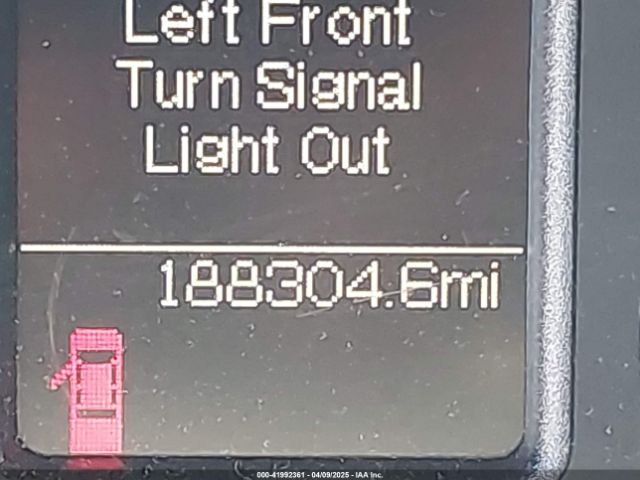 Left Front
Turn Signal
Light Out
188304.6mi
000-41992361 - 04/09/2025 - IAA Inc.